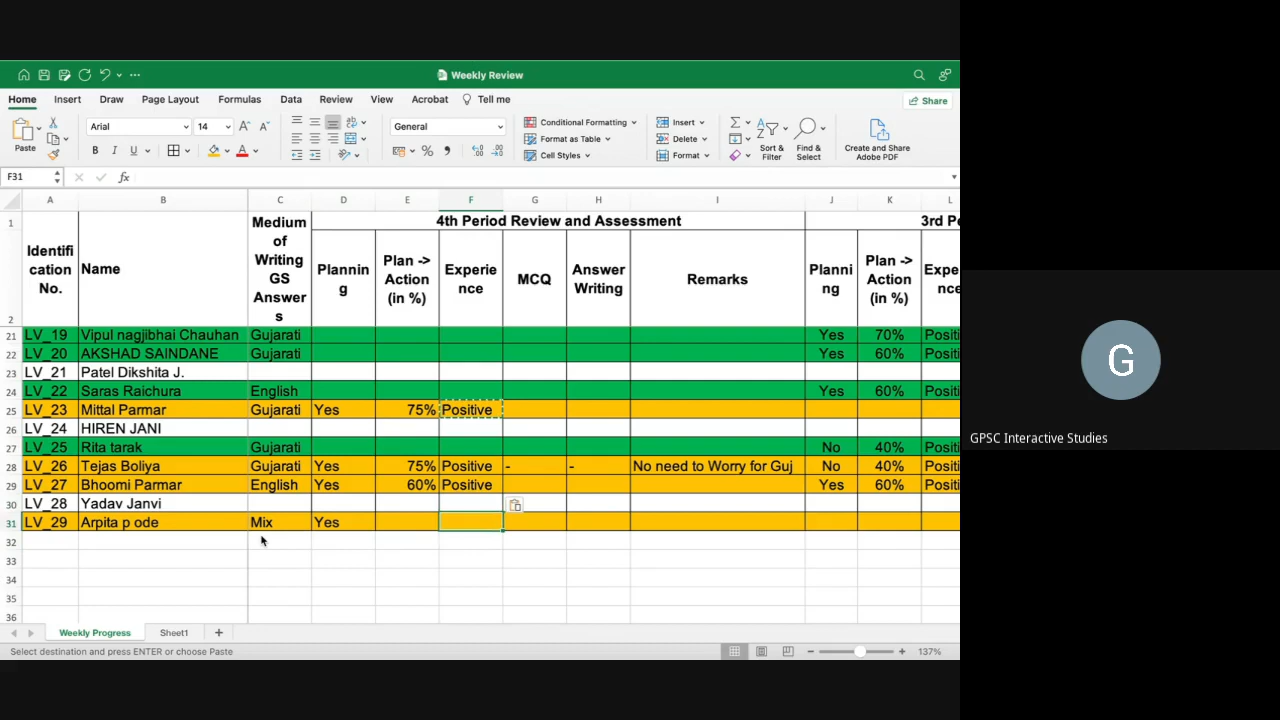 Weekly Review
Home Insert Draw Page Layout Formulas Data Review View Acrobat Tell me Share
Paste Arial 14 General Conditional Formatting Insert Sort & Filter Find & Select Create and Share Adobe PDF
B I U A % Format as Table Delete
Cell Styles Format
F31 fx
A B C D E F G H I J K L
1 Medium of Writing GS Answers 4th Period Review and Assessment 3rd Pe
2 Identification No. Name Planning Plan -> Action (in %) Experience MCQ Answer Writing Remarks Planning Plan -> Action (in %) Expe nce
21 LV_19 Vipul nagjibhai Chauhan Gujarati Yes 70% Positi
22 LV_20 AKSHAD SAINDANE Gujarati Yes 60% Positi
23 LV_21 Patel Dikshita J.
24 LV_22 Saras Raichura English Yes 60% Positi
25 LV_23 Mittal Parmar Gujarati Yes 75% Positive
26 LV_24 HIREN JANI
27 LV_25 Rita tarak Gujarati No 40% Positi
28 LV_26 Tejas Boliya Gujarati Yes 75% Positive - - No need to Worry for Guj No 40% Positi
29 LV_27 Bhoomi Parmar English Yes 60% Positive Yes 60% Positi
30 LV_28 Yadav Janvi
31 LV_29 Arpita p ode Mix Yes
32
33
34
35
36
Weekly Progress Sheet1 +
Select destination and press ENTER or choose Paste 137%
G
GPSC Interactive Studies